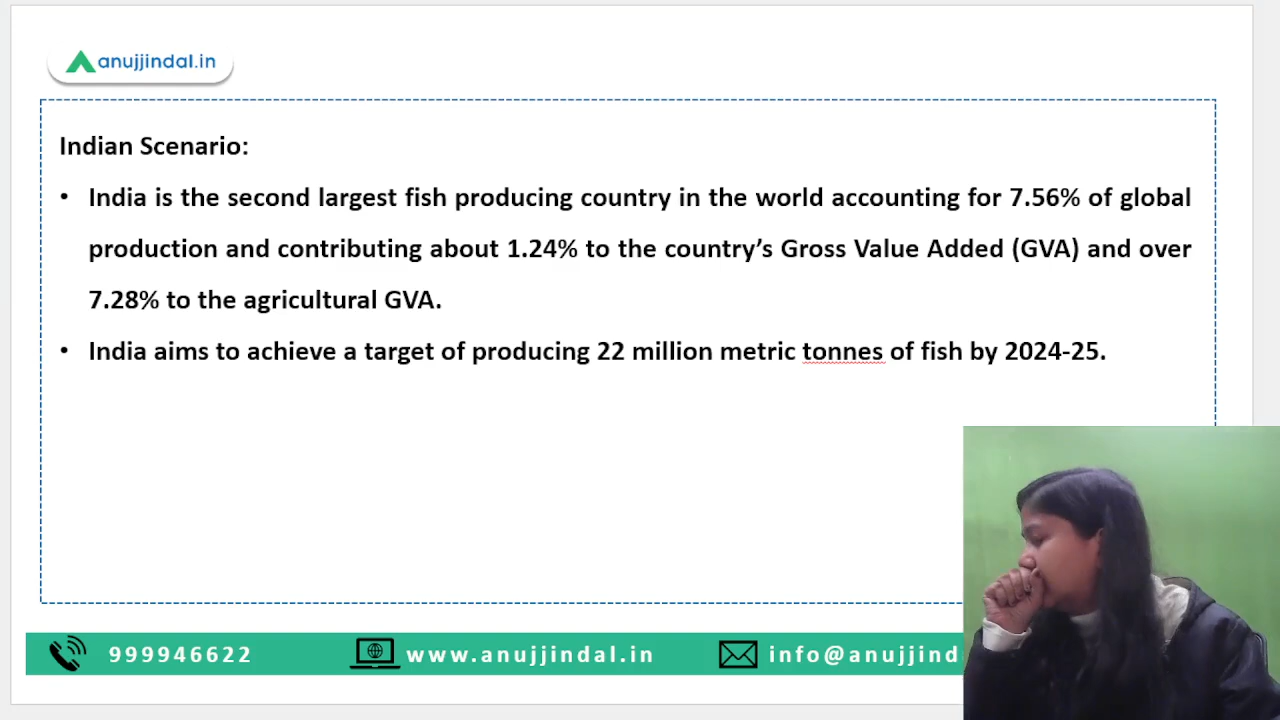 anujjindal.in
Indian Scenario:
• India is the second largest fish producing country in the world accounting for 7.56% of global
production and contributing about 1.24% to the country’s Gross Value Added (GVA) and over
7.28% to the agricultural GVA.
• India aims to achieve a target of producing 22 million metric tonnes of fish by 2024-25.
999946622 www.anujjindal.in info@anujjind